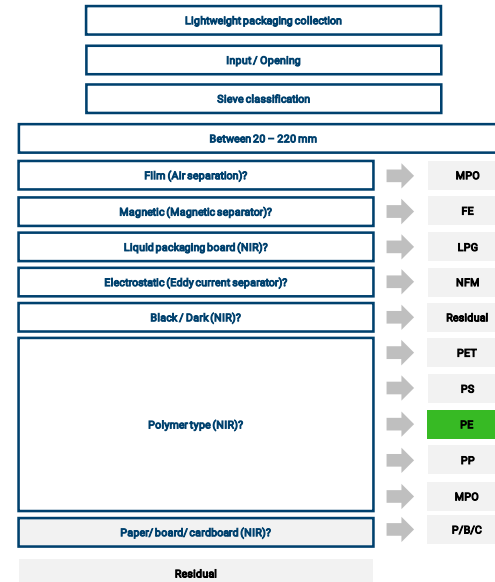 Lightweight packaging collection
Input / Opening
Sieve classification
Between 20 – 220 mm
Film (Air separation)?
MPO
Magnetic (Magnetic separator)?
FE
Liquid packaging board (NIR)?
LPG
Electrostatic (Eddy current separator)?
NFM
Black / Dark (NIR)?
Residual
Polymer type (NIR)?
PET
PS
PE
PP
MPO
Paper/ board/ cardboard (NIR)?
P/B/C
Residual